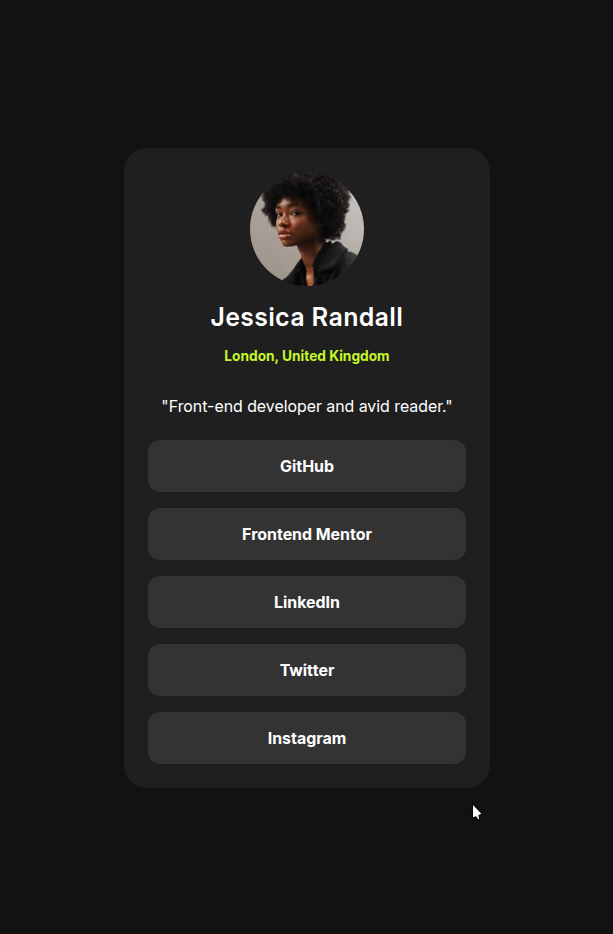 Jessica Randall
London, United Kingdom
"Front-end developer and avid reader."
GitHub
Frontend Mentor
LinkedIn
Twitter
Instagram